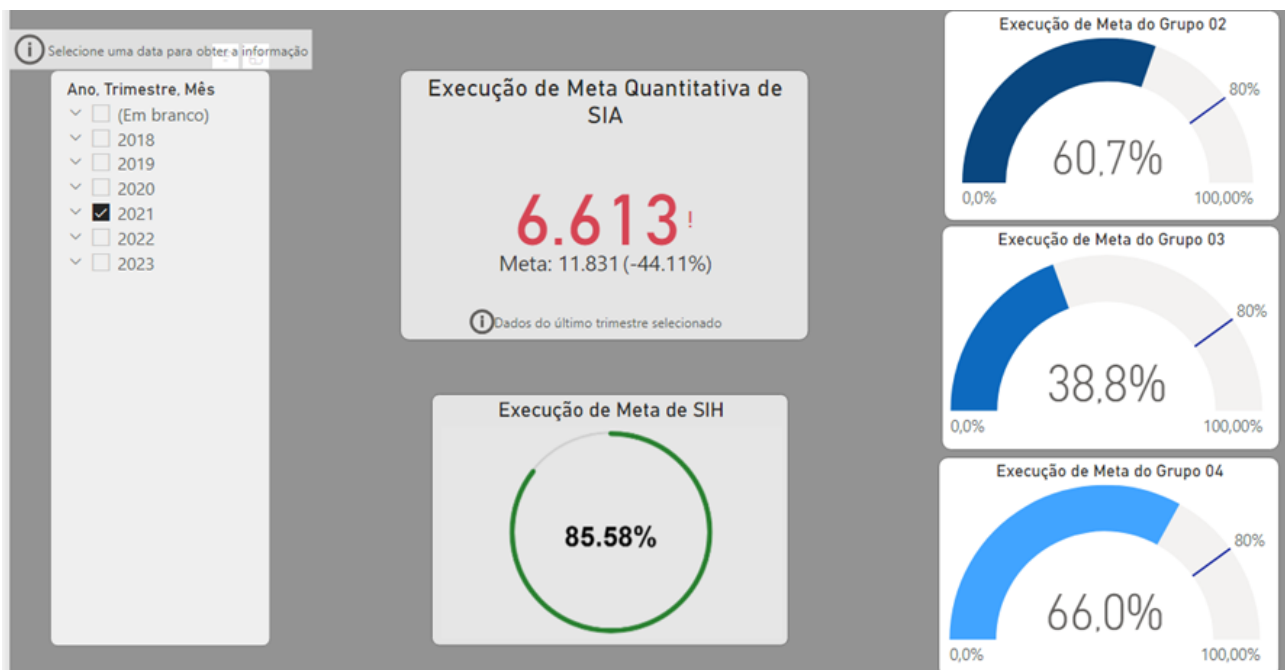 Selecione uma data para obter a informação
Ano, Trimestre, Mês
(Em branco)
2018
2019
2020
2021
2022
2023
Execução de Meta Quantitativa de
SIA
6.613!
Meta: 11.831 (-44.11%)
Dados do último trimestre selecionado
Execução de Meta de SIH
85.58%
Execução de Meta do Grupo 02
80%
60,7%
0,0%
100,00%
Execução de Meta do Grupo 03
80%
38,8%
0,0%
100,00%
Execução de Meta do Grupo 04
80%
66,0%
0,0%
100,00%